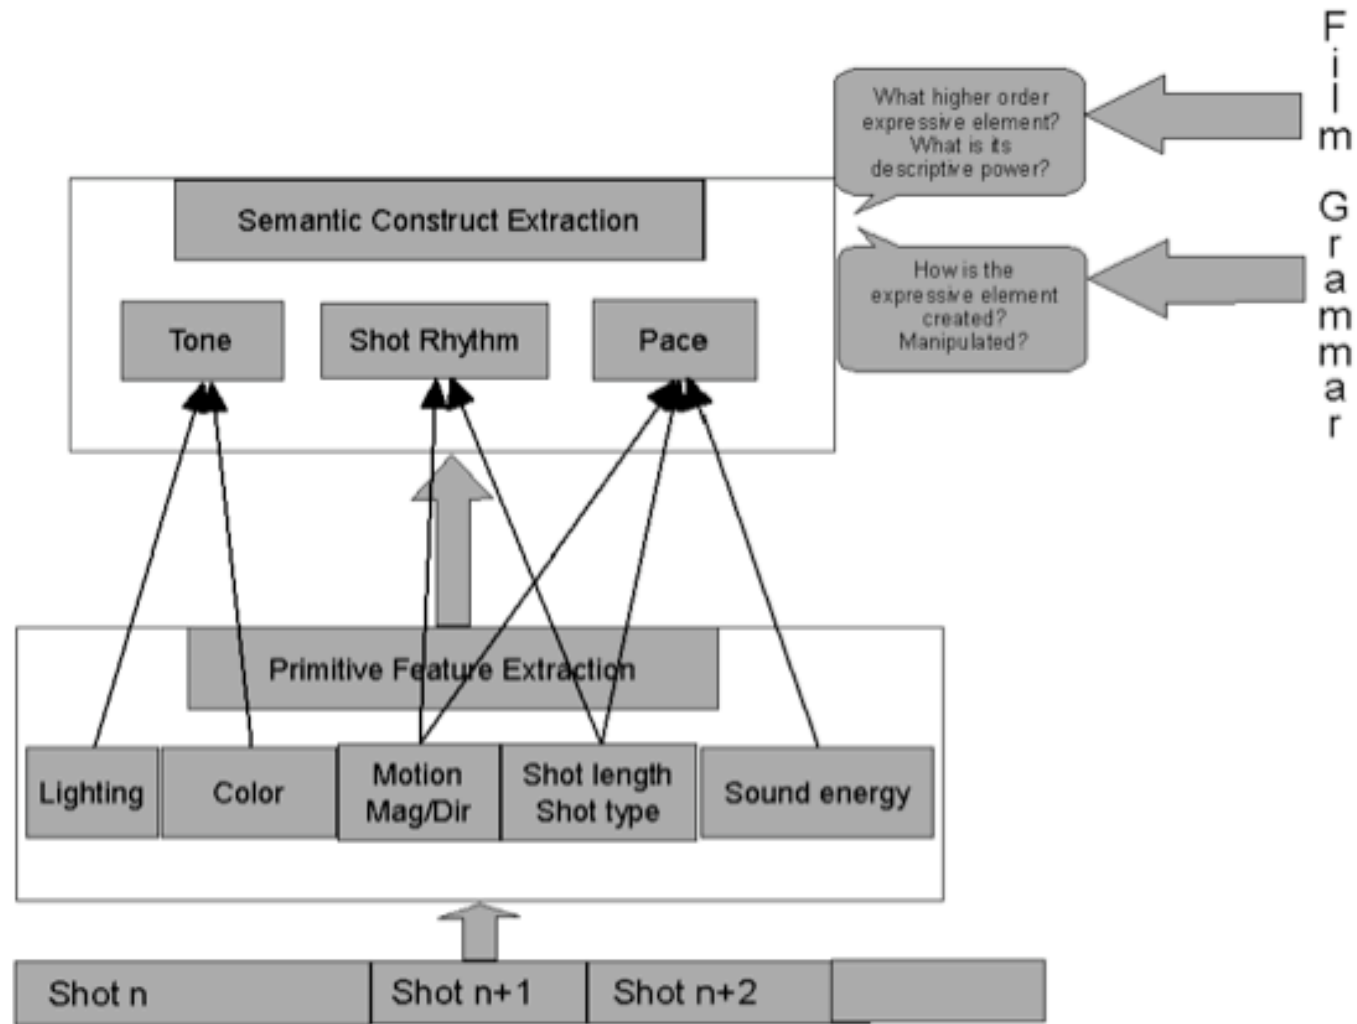 What higher order
expressive element?
What is its
descriptive power?
Film Grammar
Semantic Construct Extraction
How is the
expressive element
created?
Manipulated?
Tone
Shot Rhythm
Pace
Primitive Feature Extraction
Lighting
Color
Motion
Mag/Dir
Shot length
Shot type
Sound energy
Shot n
Shot n+1
Shot n+2